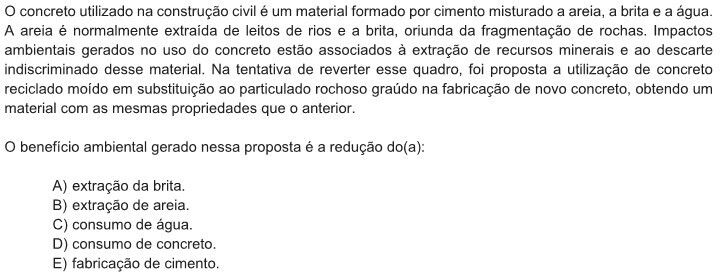 O concreto utilizado na construção civil é um material formado por cimento misturado a areia, a brita e a água.
A areia é normalmente extraída de leitos de rios e a brita, oriunda da fragmentação de rochas. Impactos
ambientais gerados no uso do concreto estão associados à extração de recursos minerais e ao descarte
indiscriminado desse material. Na tentativa de reverter esse quadro, foi proposta a utilização de concreto
reciclado moído em substituição ao particulado rochoso graúdo na fabricação de novo concreto, obtendo um
material com as mesmas propriedades que o anterior.
O benefício ambiental gerado nessa proposta é a redução do(a):
A) extração da brita.
B) extração de areia.
C) consumo de água.
D) consumo de concreto.
E) fabricação de cimento.